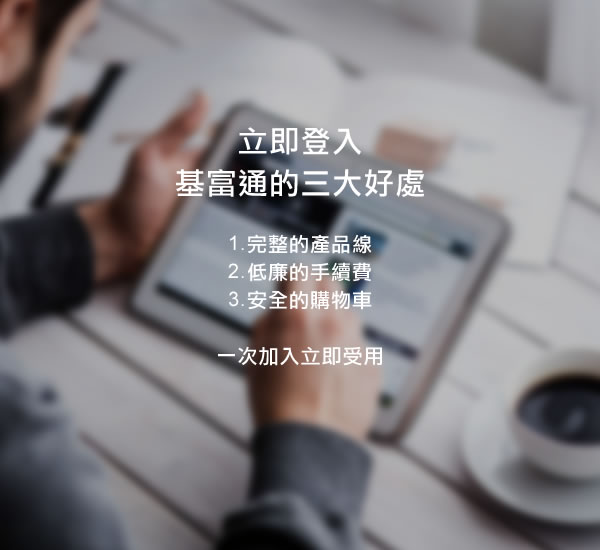 立即登入
基富通的三大好處
1.完整的產品線
2.低廉的手續費
3.安全的購物車
一次加入立即受用